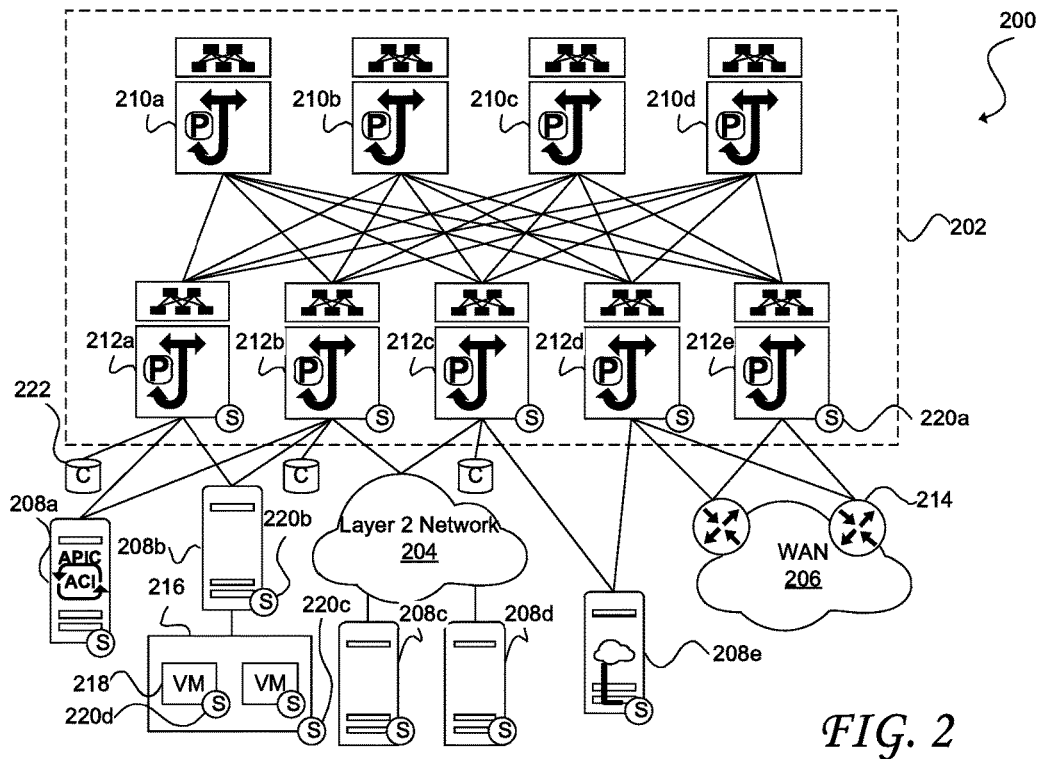 200
210a
210b
210c
210d
P
P
P
P
202
212a
212b
212c
212d
212e
P
P
P
P
P
S
S
S
S
S
220a
222
C
C
C
208a
APIC
ACI
S
208b
220b
S
Layer 2 Network
204
214
WAN
206
216
220c
208c
208d
208e
218
VM
VM
S
S
220d
S
S
FIG. 2